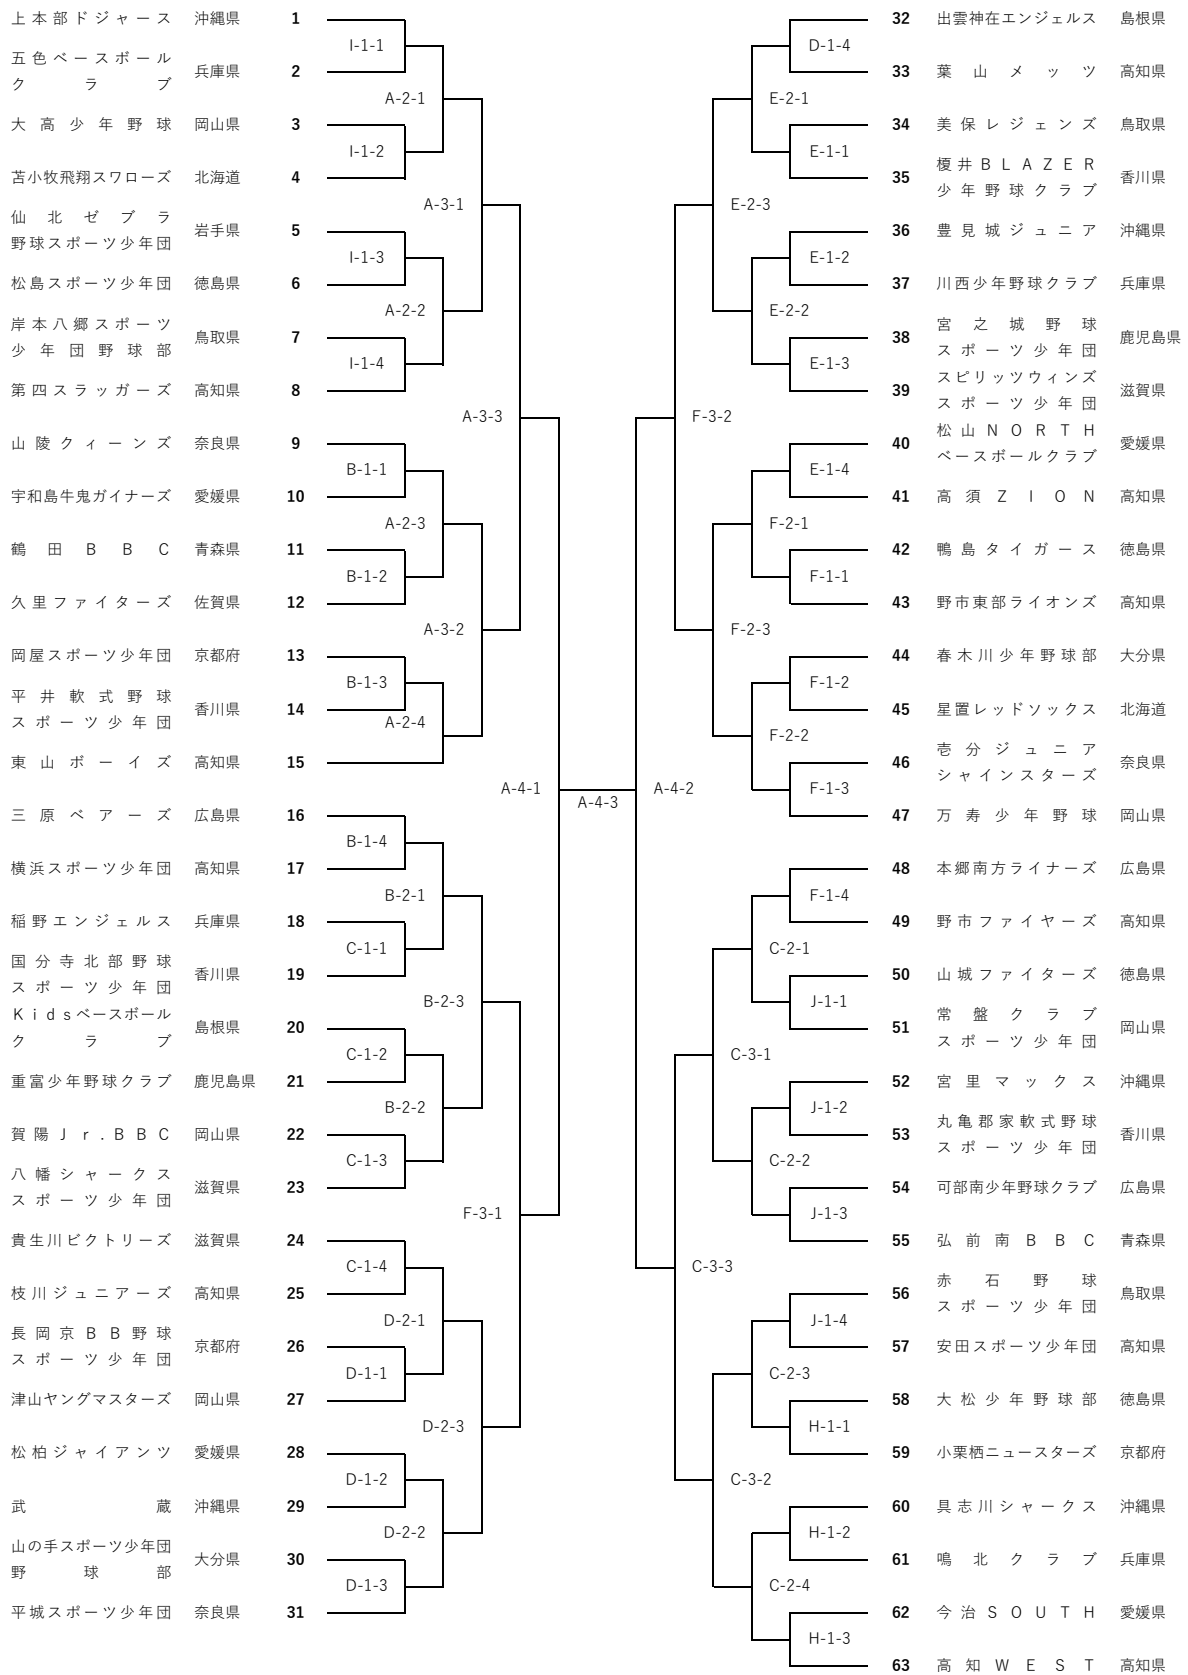 上本部ドジャース 沖縄県 1
I-1-1
五色ベースボール
クラブ 兵庫県 2
A-2-1
大高少年野球 岡山県 3
I-1-2
苫小牧飛翔スワローズ 北海道 4
A-3-1
仙北ゼブラ
野球スポーツ少年団 岩手県 5
I-1-3
松島スポーツ少年団 徳島県 6
A-2-2
岸本八郷スポーツ
少年団野球部 鳥取県 7
I-1-4
第四スラッガーズ 高知県 8
A-3-3
山陵クィーンズ 奈良県 9
B-1-1
宇和島牛鬼ガイナーズ 愛媛県 10
A-2-3
鶴田BBC 青森県 11
B-1-2
久里ファイターズ 佐賀県 12
A-3-2
岡屋スポーツ少年団 京都府 13
B-1-3
平井軟式野球
スポーツ少年団 香川県 14
A-2-4
東山ボーイズ 高知県 15
A-4-1
三原ベアーズ 広島県 16
B-1-4
横浜スポーツ少年団 高知県 17
B-2-1
稲野エンジェルス 兵庫県 18
C-1-1
国分寺北部野球
スポーツ少年団 香川県 19
B-2-3
Kidsベースボール
クラブ 島根県 20
C-1-2
重富少年野球クラブ 鹿児島県 21
B-2-2
賀陽Jr.BBC 岡山県 22
C-1-3
八幡シャークス
スポーツ少年団 滋賀県 23
F-3-1
貴生川ビクトリーズ 滋賀県 24
C-1-4
枝川ジュニアーズ 高知県 25
D-2-1
長岡京BB野球
スポーツ少年団 京都府 26
D-1-1
津山ヤングマスターズ 岡山県 27
D-2-3
松柏ジャイアンツ 愛媛県 28
D-1-2
武蔵 沖縄県 29
D-2-2
山の手スポーツ少年団
野球部 大分県 30
D-1-3
平城スポーツ少年団 奈良県 31
A-4-3
32 出雲神在エンジェルス 島根県
D-1-4
33 葉山メッツ 高知県
E-2-1
34 美保レジェンズ 鳥取県
E-1-1
35 榎井BLAZER
少年野球クラブ 香川県
E-2-3
36 豊見城ジュニア 沖縄県
E-1-2
37 川西少年野球クラブ 兵庫県
E-2-2
38 宮之城野球
スポーツ少年団 鹿児島県
E-1-3
39 スピリッツウィンズ
スポーツ少年団 滋賀県
F-3-2
40 松山NORTH
ベースボールクラブ 愛媛県
E-1-4
41 高須ZION 高知県
F-2-1
42 鴨島タイガース 徳島県
F-1-1
43 野市東部ライオンズ 高知県
F-2-3
44 春木川少年野球部 大分県
F-1-2
45 星置レッドソックス 北海道
F-2-2
46 壱分ジュニア
シャインスターズ 奈良県
F-1-3
47 万寿少年野球 岡山県
A-4-2
48 本郷南方ライナーズ 広島県
F-1-4
49 野市ファイヤーズ 高知県
C-2-1
50 山城ファイターズ 徳島県
J-1-1
51 常盤クラブ
スポーツ少年団 岡山県
C-3-1
52 宮里マックス 沖縄県
J-1-2
53 丸亀郡家軟式野球
スポーツ少年団 香川県
C-2-2
54 可部南少年野球クラブ 広島県
J-1-3
55 弘前南BBC 青森県
C-3-3
56 赤石野球
スポーツ少年団 鳥取県
J-1-4
57 安田スポーツ少年団 高知県
C-2-3
58 大松少年野球部 徳島県
H-1-1
59 小栗栖ニュースターズ 京都府
C-3-2
60 具志川シャークス 沖縄県
H-1-2
61 鳴北クラブ 兵庫県
C-2-4
62 今治SOUTH 愛媛県
H-1-3
63 高知WEST 高知県